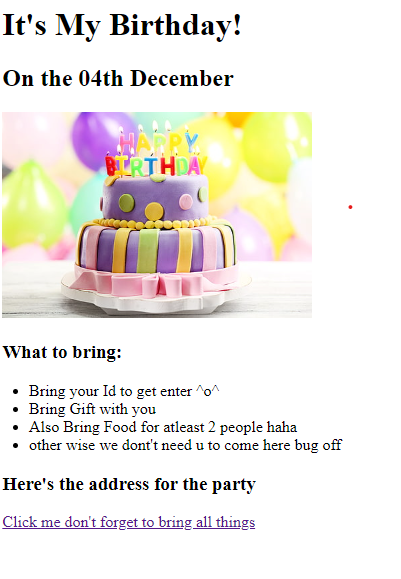 It's My Birthday!
On the 04th December
HAPPY
BIRTHDAY
What to bring:
Bring your Id to get enter ^o^
Bring Gift with you
Also Bring Food for atleast 2 people haha
other wise we dont't need u to come here bug off
Here's the address for the party
Click me don't forget to bring all things